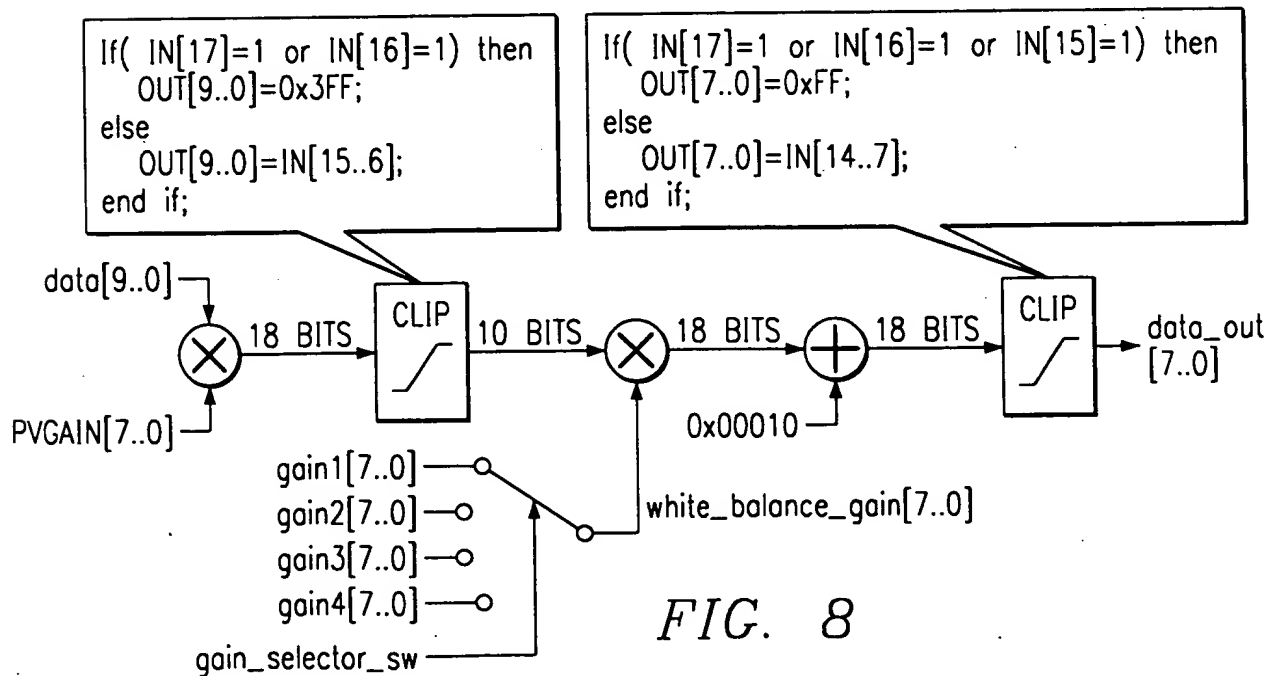 If( IN[17]=1 or IN[16]=1) then
OUT[9..0]=0x3FF;
else
OUT[9..0]=IN[15..6];
end if;
If( IN[17]=1 or IN[16]=1 or IN[15]=1) then
OUT[7..0]=0xFF;
else
OUT[7..0]=IN[14..7];
end if;
data[9..0]
18 BITS
CLIP
10 BITS
18 BITS
18 BITS
CLIP
data_out
[7..0]
PVGAIN[7..0]
0x00010
gain1[7..0]
gain2[7..0]
gain3[7..0]
gain4[7..0]
white_balance_gain[7..0]
gain_selector_sw
FIG. 8